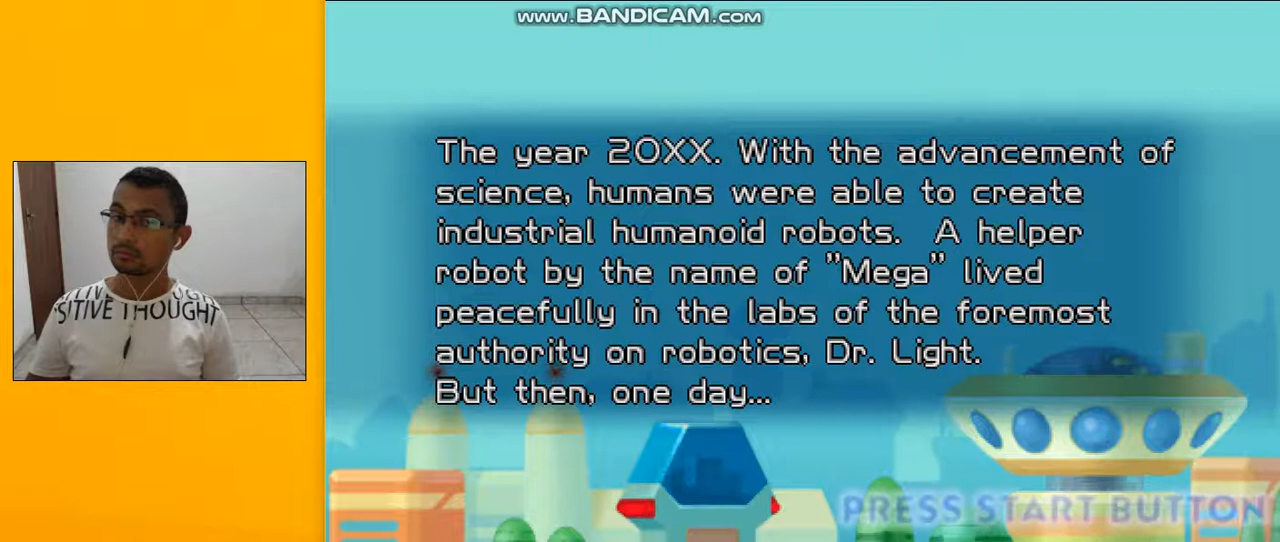 www.BANDICAM.com
The year 20XX. With the advancement of
science, humans were able to create
industrial humanoid robots. A helper
robot by the name of "Mega" lived
peacefully in the labs of the foremost
authority on robotics, Dr. Light.
But then, one day...
PRESS START BUTTON
SITIVE THOUGHT